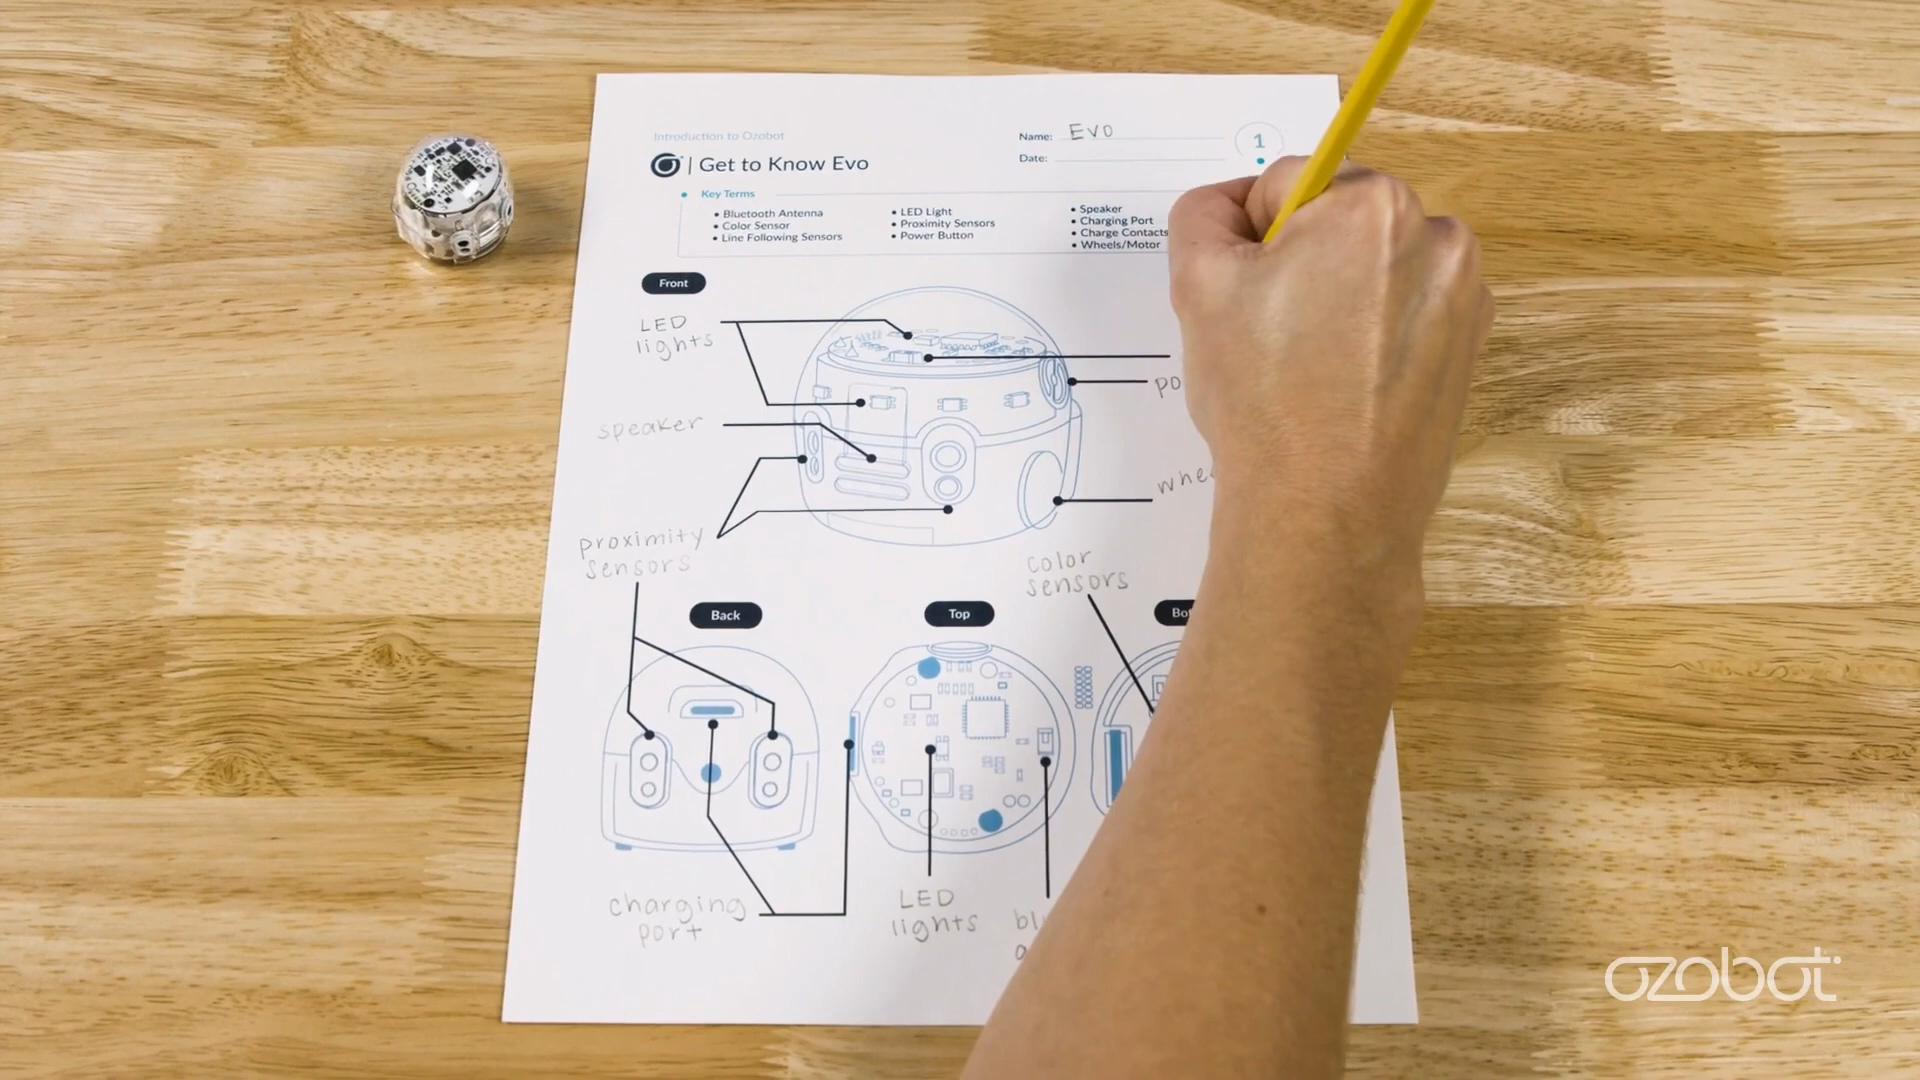 Introduction to Ozobot
Get to Know Evo
Name: Evo
Date:
1
Key Terms
• Bluetooth Antenna
• Color Sensor
• Line Following Sensors
• LED Light
• Proximity Sensors
• Power Button
• Speaker
• Charging Port
• Charge Contacts
• Wheels/Motor
Front
LED
lights
speaker
proximity
sensors
color
sensors
Back
Top
charging
port
LED
lights
ozobot